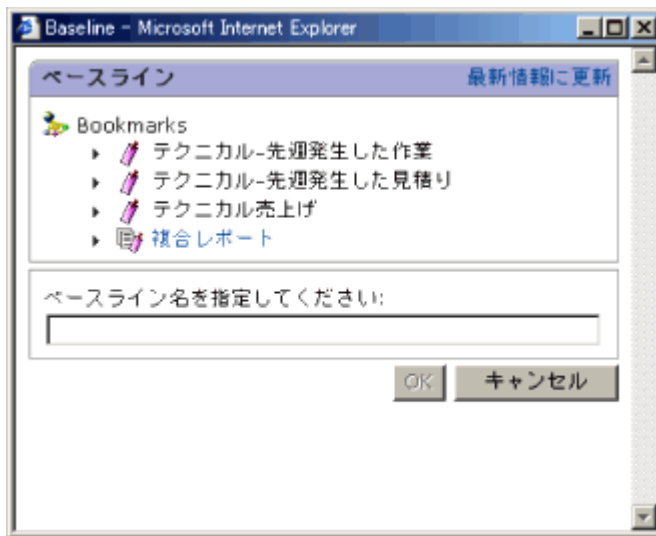 Baseline - Microsoft Internet Explorer
ベースライン 最新情報に更新
Bookmarks
テクニカル-先週発生した作業
テクニカル-先週発生した見積り
テクニカル売上げ
複合レポート
ベースライン名を指定してください:
OK キャンセル